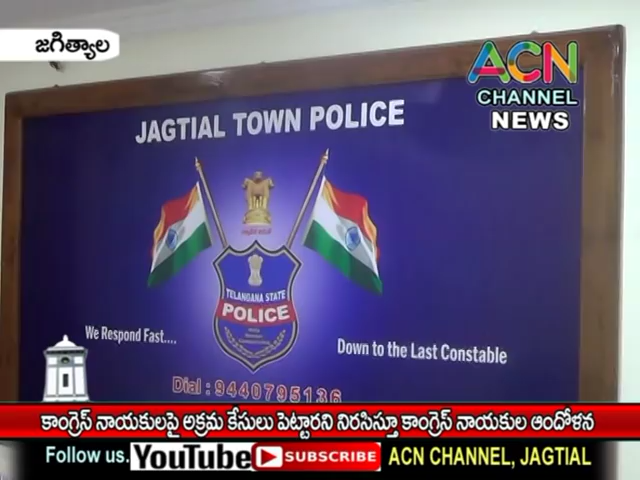 జగిత్యాల
ACN
CHANNEL
NEWS
JAGTIAL TOWN POLICE
TELANGANA STATE
POLICE
We Respond Fast....
Down to the Last Constable
Dial : 9440795136
కాంగ్రెస్ నాయకులపై అక్రమ కేసులు పెట్టారని నిరసిస్తూ కాంగ్రెస్ నాయకుల ఆందోళన
Follow us. YouTube SUBSCRIBE ACN CHANNEL, JAGTIAL